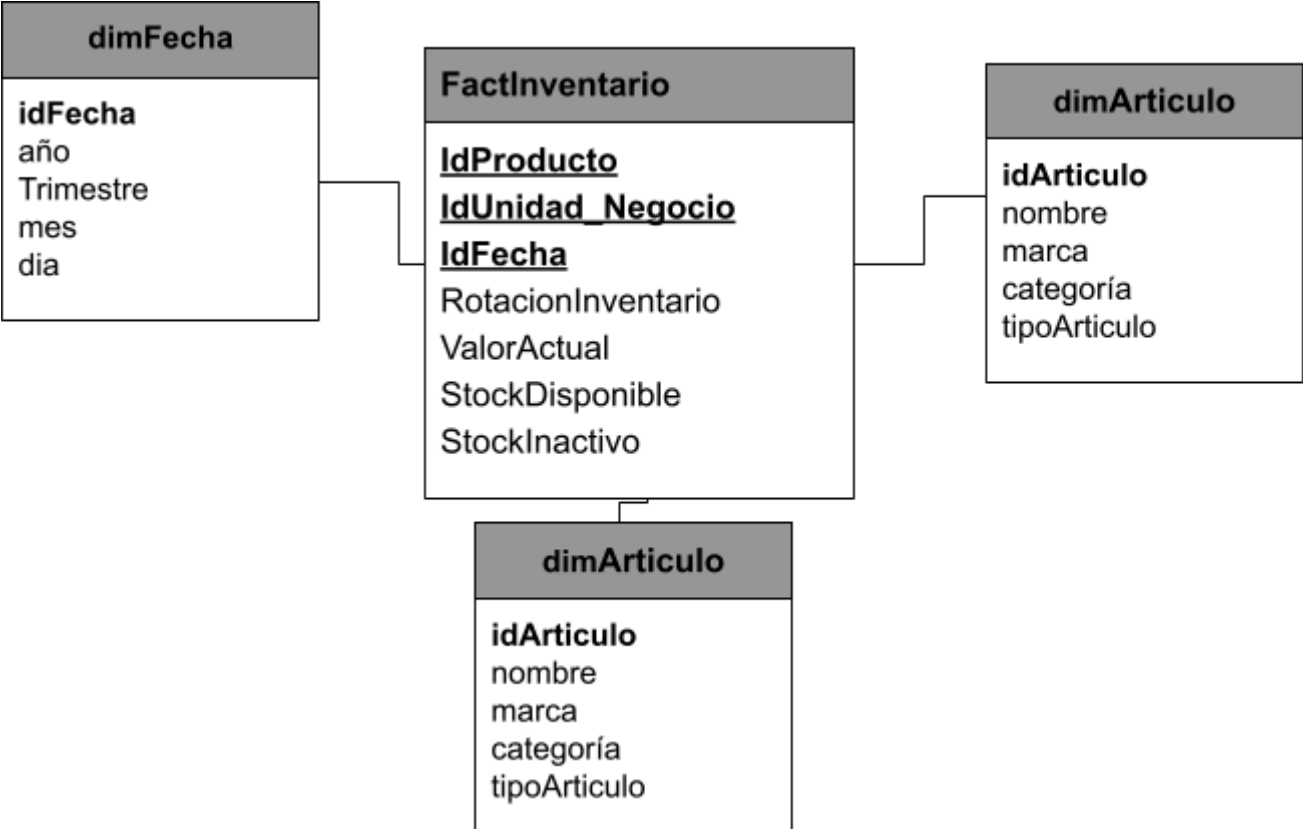 dimFecha
idFecha
año
Trimestre
mes
dia
FactInventario
IdProducto
IdUnidad_Negocio
IdFecha
RotacionInventario
ValorActual
StockDisponible
StockInactivo
dimArticulo
idArticulo
nombre
marca
categoría
tipoArticulo
dimArticulo
idArticulo
nombre
marca
categoría
tipoArticulo